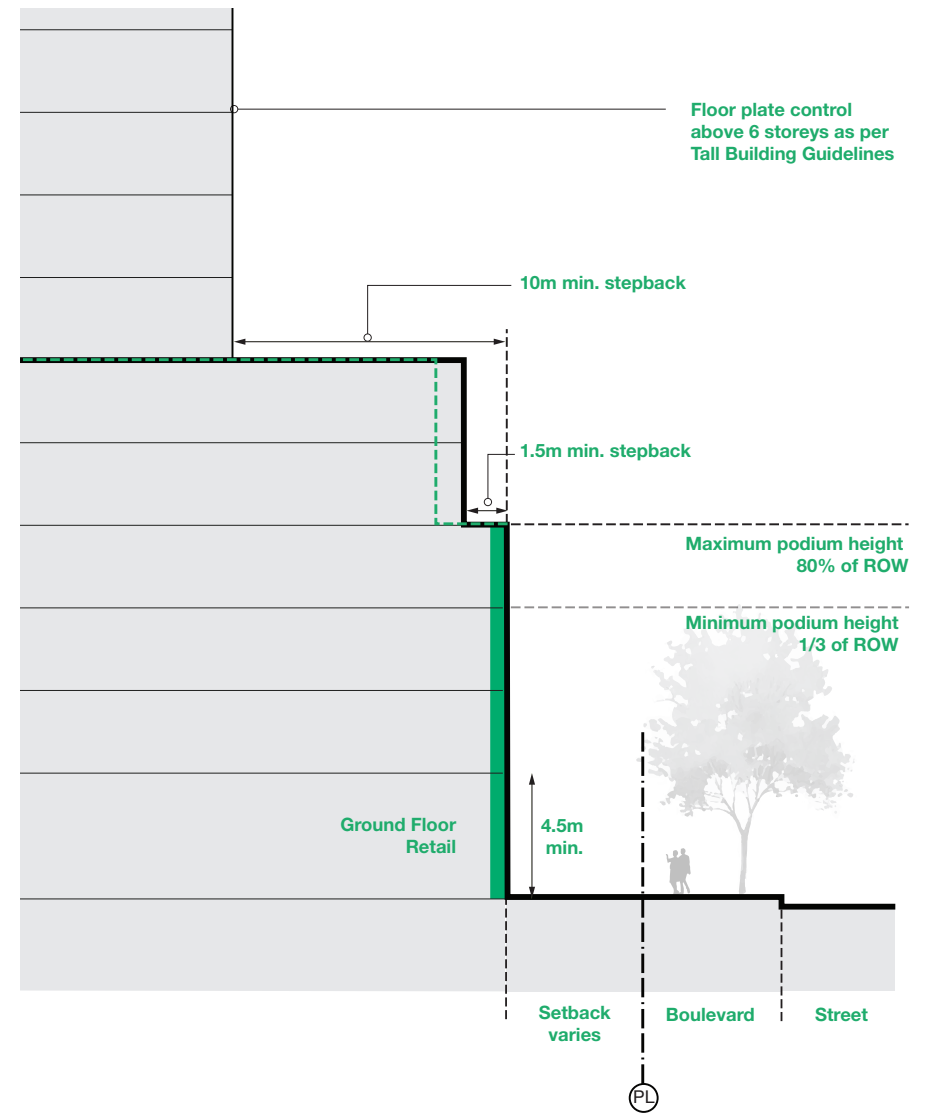 Floor plate control
above 6 storeys as per
Tall Building Guidelines
10m min. stepback
1.5m min. stepback
Maximum podium height
80% of ROW
Minimum podium height
1/3 of ROW
Ground Floor
Retail
4.5m
min.
Setback
varies
Boulevard
Street
PL